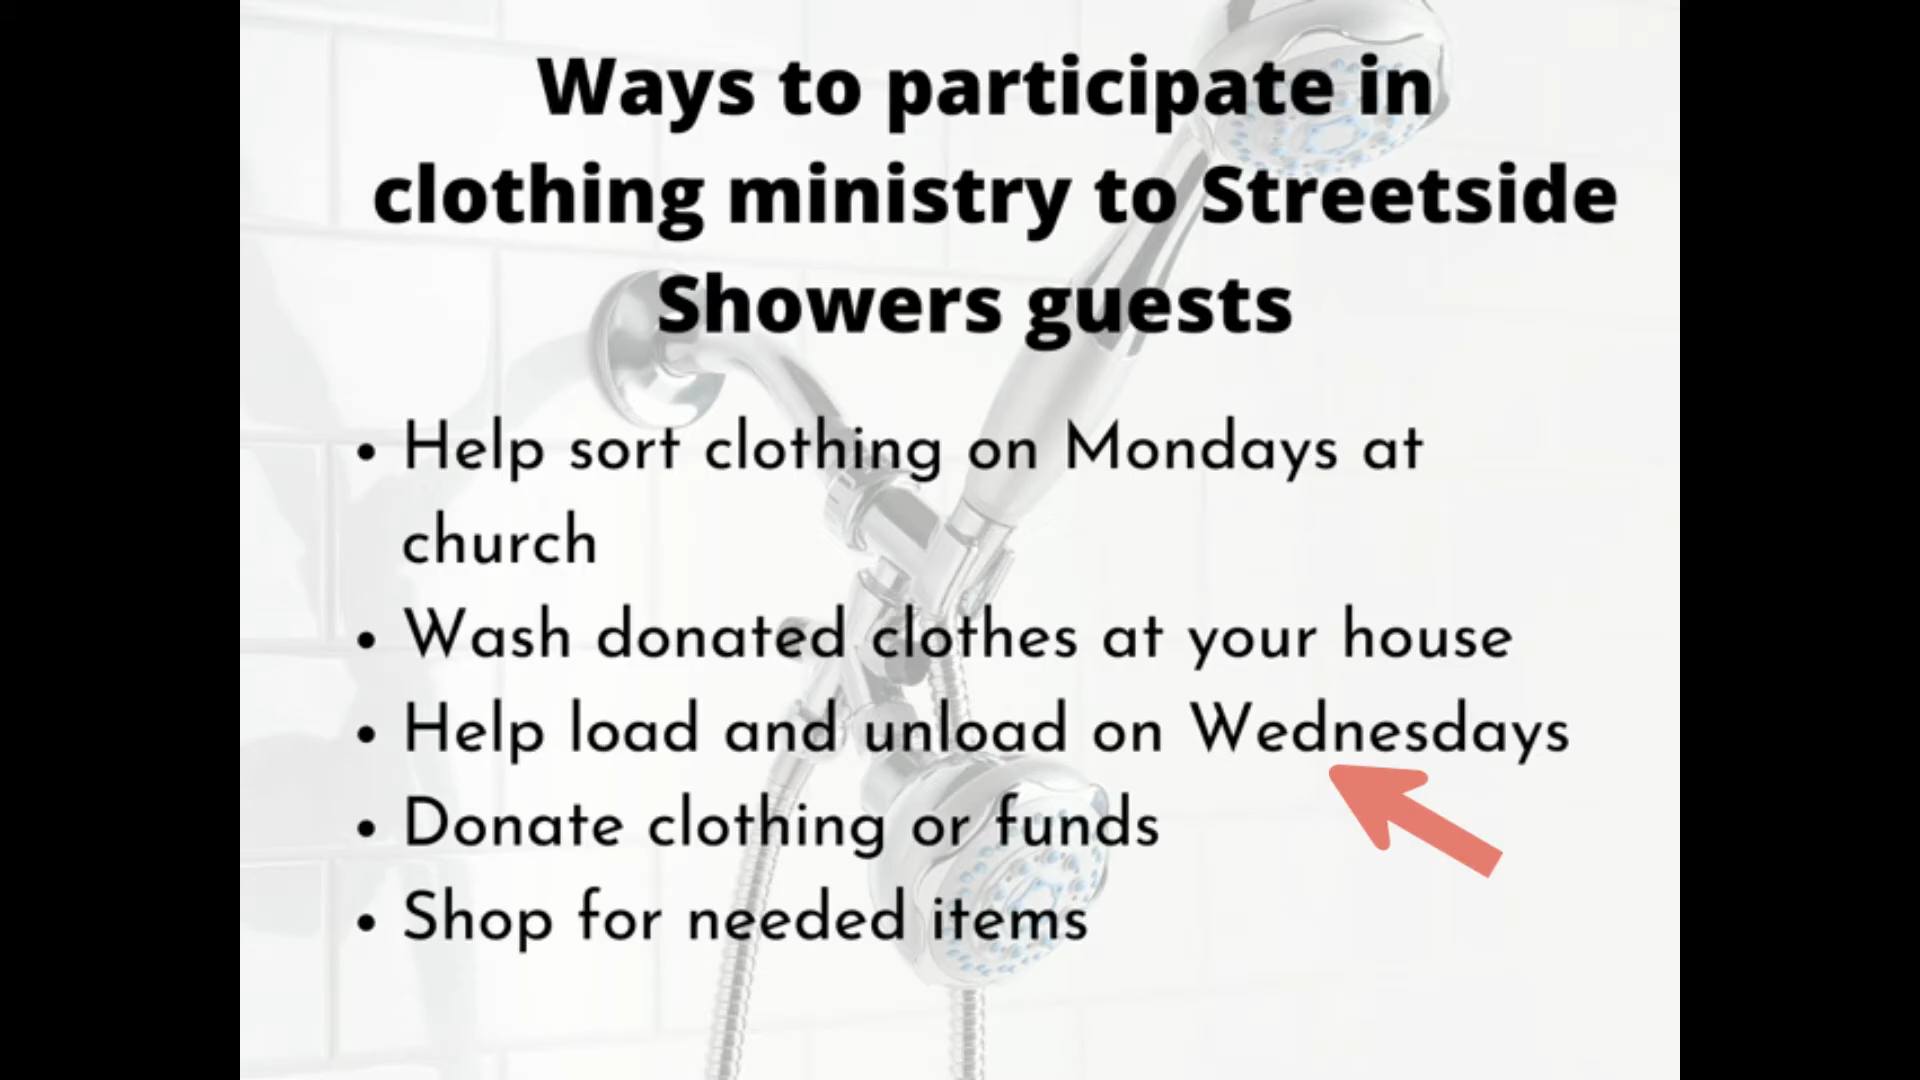 Ways to participate in
clothing ministry to Streetside
Showers guests
• Help sort clothing on Mondays at
church
• Wash donated clothes at your house
• Help load and unload on Wednesdays
• Donate clothing or funds
• Shop for needed items